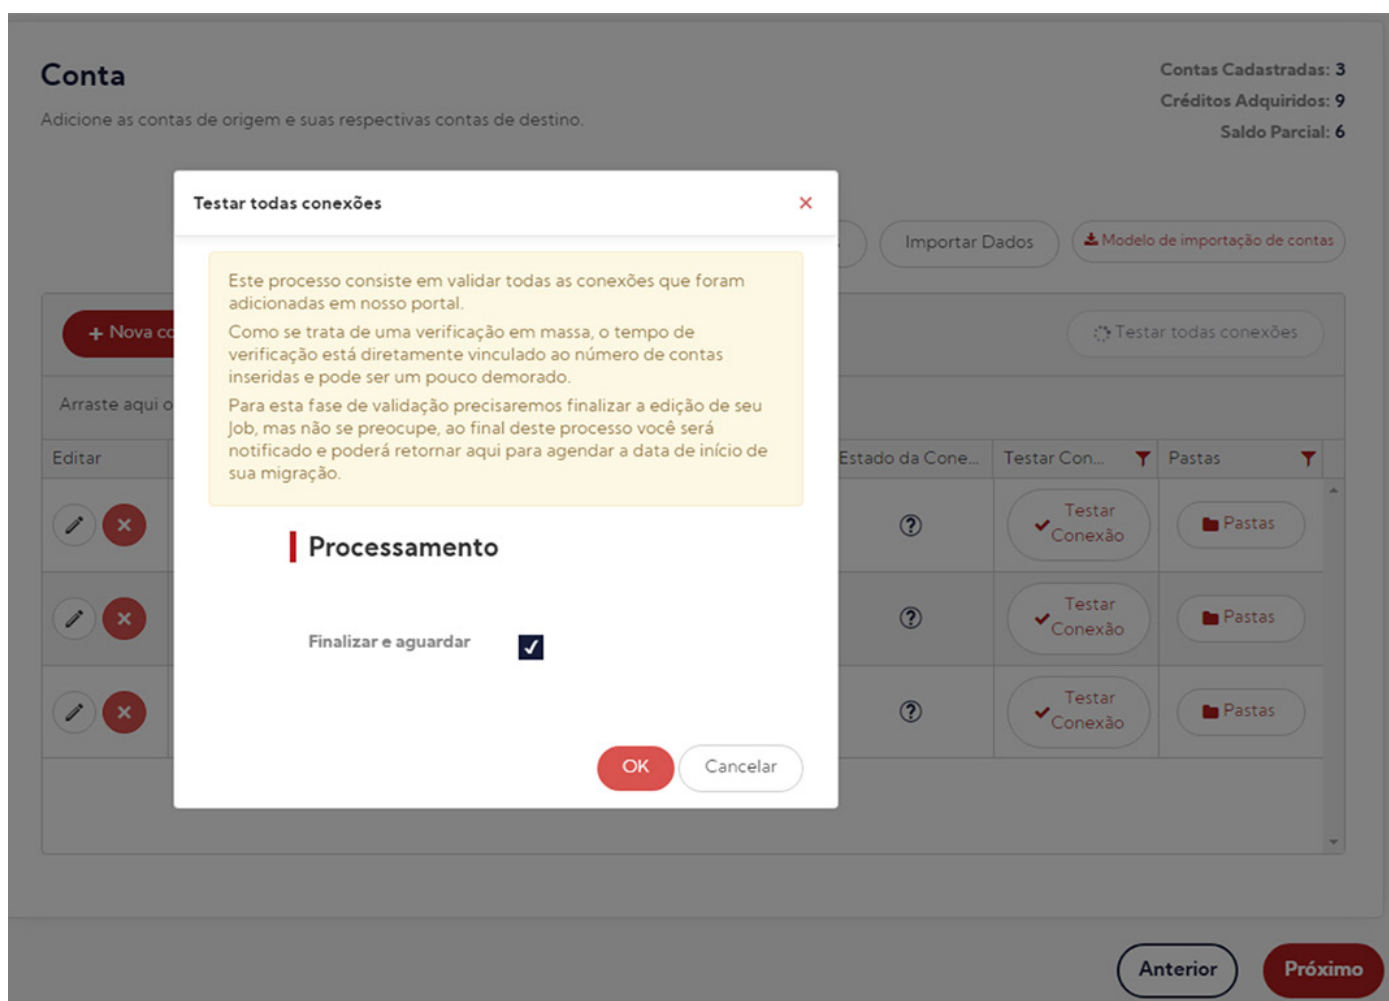 Conta
Contas Cadastradas: 3
Créditos Adquiridos: 9
Saldo Parcial: 6
Adicione as contas de origem e suas respectivas contas de destino.
Testar todas conexões
Importar Dados
Modelo de importação de contas
Este processo consiste em validar todas as conexões que foram
adicionadas em nosso portal.
Como se trata de uma verificação em massa, o tempo de
verificação está diretamente vinculado ao número de contas
inseridas e pode ser um pouco demorado.
Para esta fase de validação precisaremos finalizar a edição de seu
Job, mas não se preocupe, ao final deste processo você será
notificado e poderá retornar aqui para agendar a data de início de
sua migração.
+ Nova co
Testar todas conexões
Arraste aqui o
Editar
Estado da Cone...
Testar Con...
Pastas
Testar
Conexão
Pastas
Testar
Conexão
Pastas
Testar
Conexão
Pastas
Processamento
Finalizar e aguardar
OK
Cancelar
Anterior
Próximo